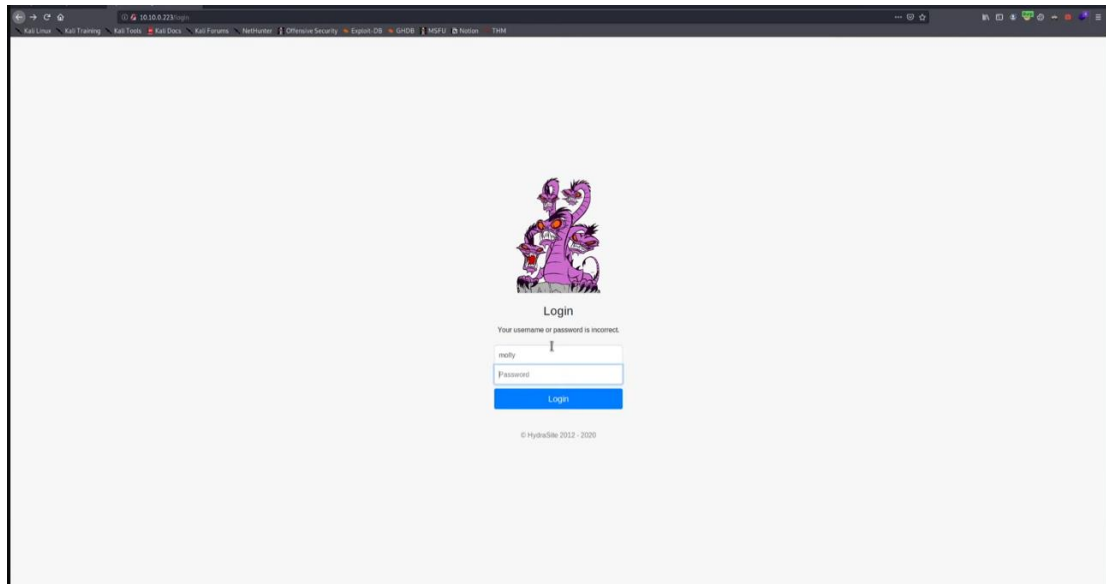 10.10.0.223/login
Kali Linux Kali Training Kali Tools Kali Docs Kali Forums NetHunter Offensive Security Exploit-DB GHDB MSFU Notion THM
Login
Your username or password is incorrect.
molly
Password
Login
© HydraSite 2012 - 2020